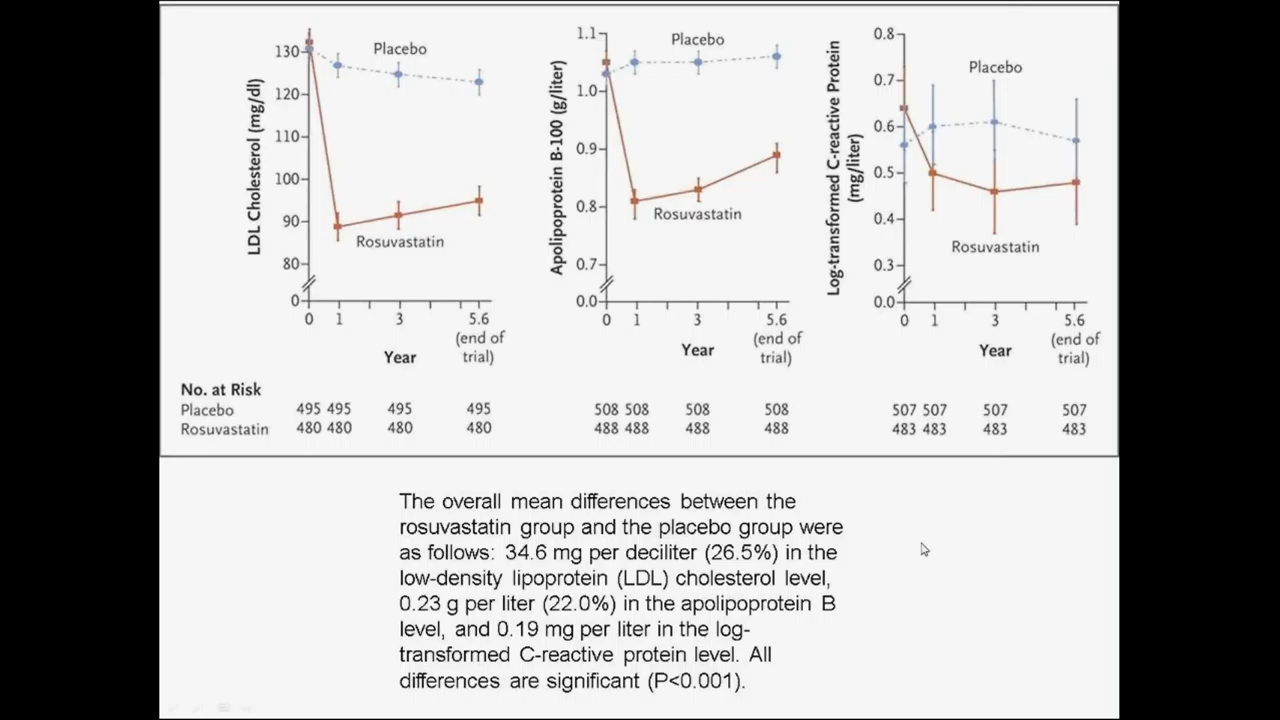 Placebo
Rosuvastatin
LDL Cholesterol (mg/dl)
130
120
110
100
90
80
0
0 1 3 5.6
(end of
trial)
Year
Placebo
Rosuvastatin
Apolipoprotein B-100 (g/liter)
1.1
1.0
0.9
0.8
0.7
0.0
0 1 3 5.6
(end of
trial)
Year
Placebo
Rosuvastatin
Log-transformed C-reactive Protein
(mg/liter)
0.8
0.7
0.6
0.5
0.4
0.3
0.0
0 1 3 5.6
(end of
trial)
Year
No. at Risk
Placebo 495 495 495 495 508 508 508 508 507 507 507 507
Rosuvastatin 480 480 480 480 488 488 488 488 483 483 483 483
The overall mean differences between the
rosuvastatin group and the placebo group were
as follows: 34.6 mg per deciliter (26.5%) in the
low-density lipoprotein (LDL) cholesterol level,
0.23 g per liter (22.0%) in the apolipoprotein B
level, and 0.19 mg per liter in the log-
transformed C-reactive protein level. All
differences are significant (P<0.001).